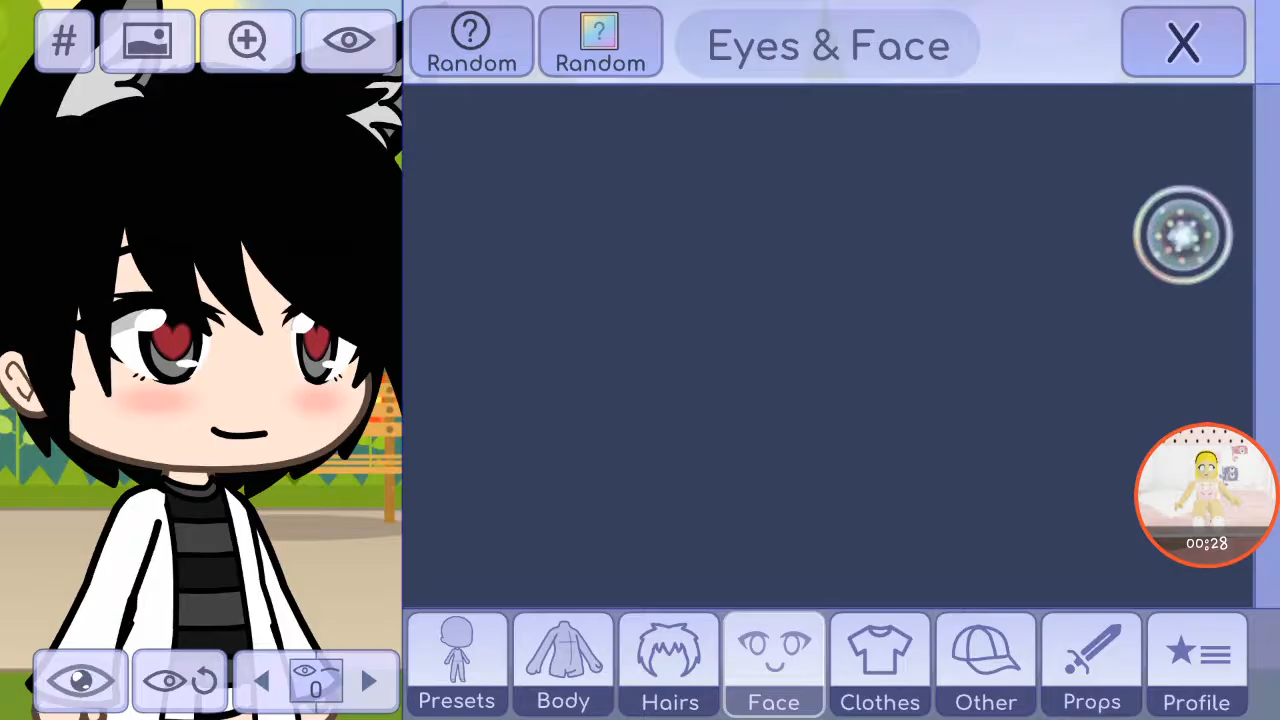 #
? Random
? Random
Eyes & Face
X
00:28
0
Presets
Body
Hairs
Face
Clothes
Other
Props
Profile